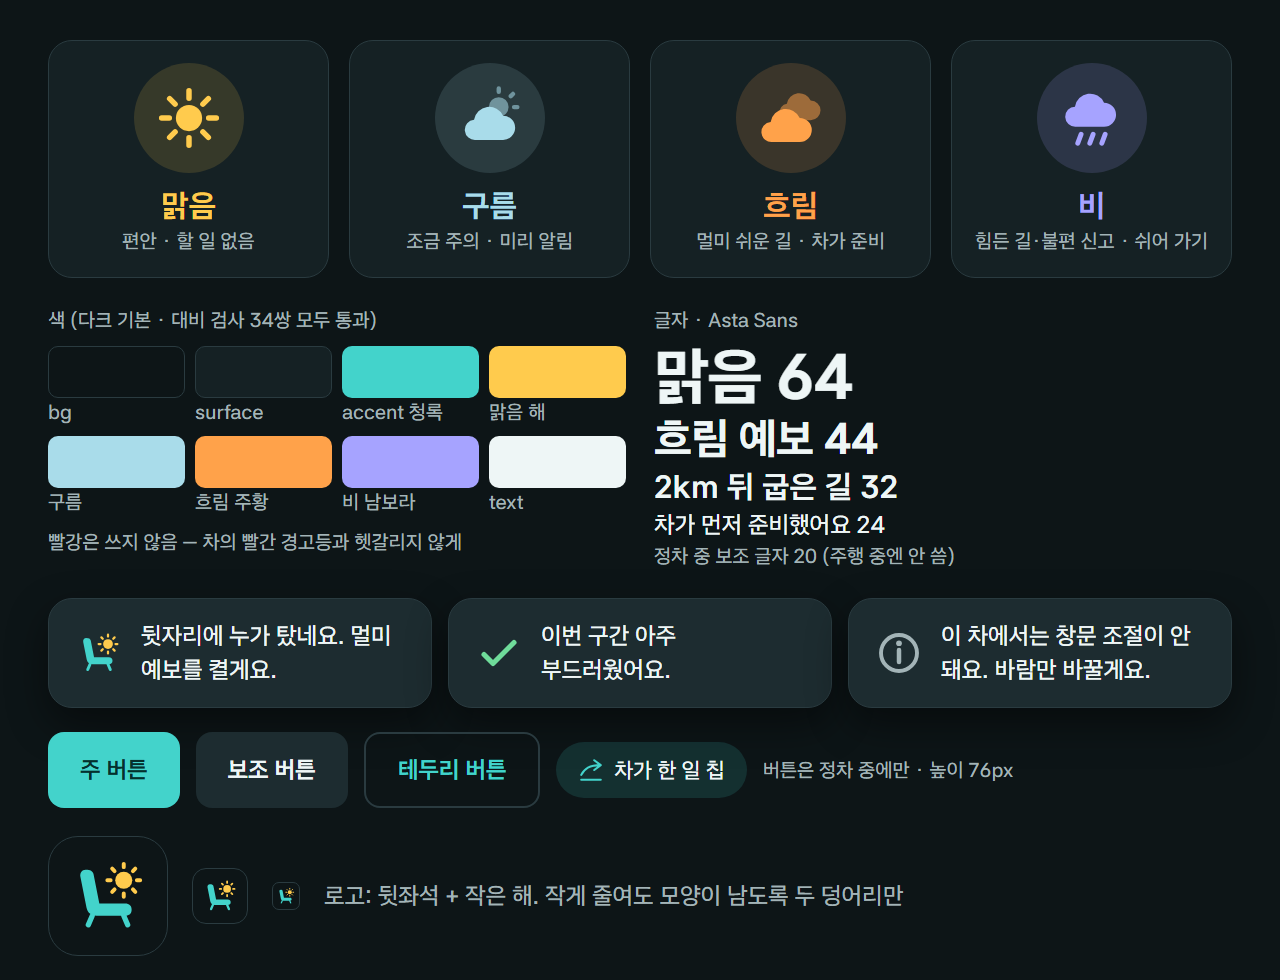 맑음
편안 · 할 일 없음
구름
조금 주의 · 미리 알림
흐림
멀미 쉬운 길 · 차가 준비
비
힘든 길·불편 신고 · 쉬어 가기
색 (다크 기본 · 대비 검사 34쌍 모두 통과)
bg
surface
accent 청록
맑음 해
구름
흐림 주황
비 남보라
text
빨강은 쓰지 않음 — 차의 빨간 경고등과 헷갈리지 않게
글자 · Asta Sans
맑음 64
흐림 예보 44
2km 뒤 굽은 길 32
차가 먼저 준비했어요 24
정차 중 보조 글자 20 (주행 중엔 안 씀)
뒷자리에 누가 탔네요. 멀미
예보를 켤게요.
이번 구간 아주
부드러웠어요.
이 차에서는 창문 조절이 안
돼요. 바람만 바꿀게요.
주 버튼
보조 버튼
테두리 버튼
차가 한 일 칩
버튼은 정차 중에만 · 높이 76px
로고: 뒷좌석 + 작은 해. 작게 줄여도 모양이 남도록 두 덩어리만